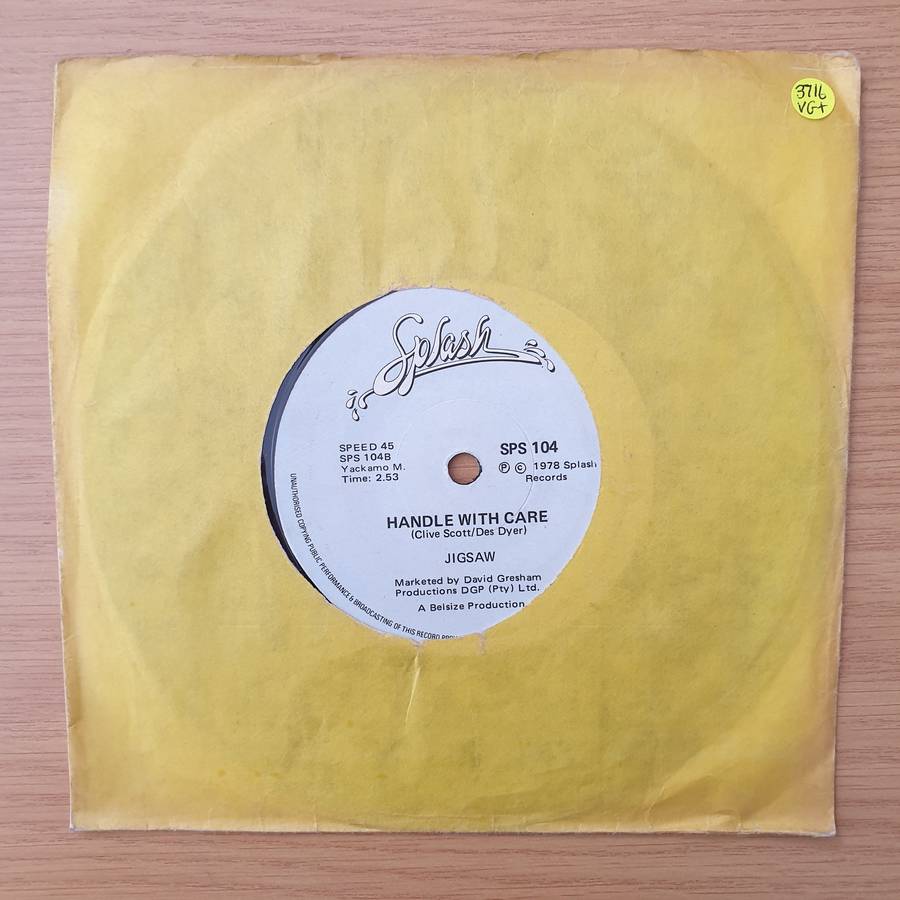 3716
VG+
Splash
SPEED 45
SPS 104B
Yackamo M.
Time: 2.53
SPS 104
Ⓟ © 1978 Splash
Records
HANDLE WITH CARE
(Clive Scott/Des Dyer)
JIGSAW
Marketed by David Gresham
Productions DGP (Pty) Ltd.
A Belsize Production
UNAUTHORISED COPYING PUBLIC PERFORMANCE & BROADCASTING OF THIS RECORD